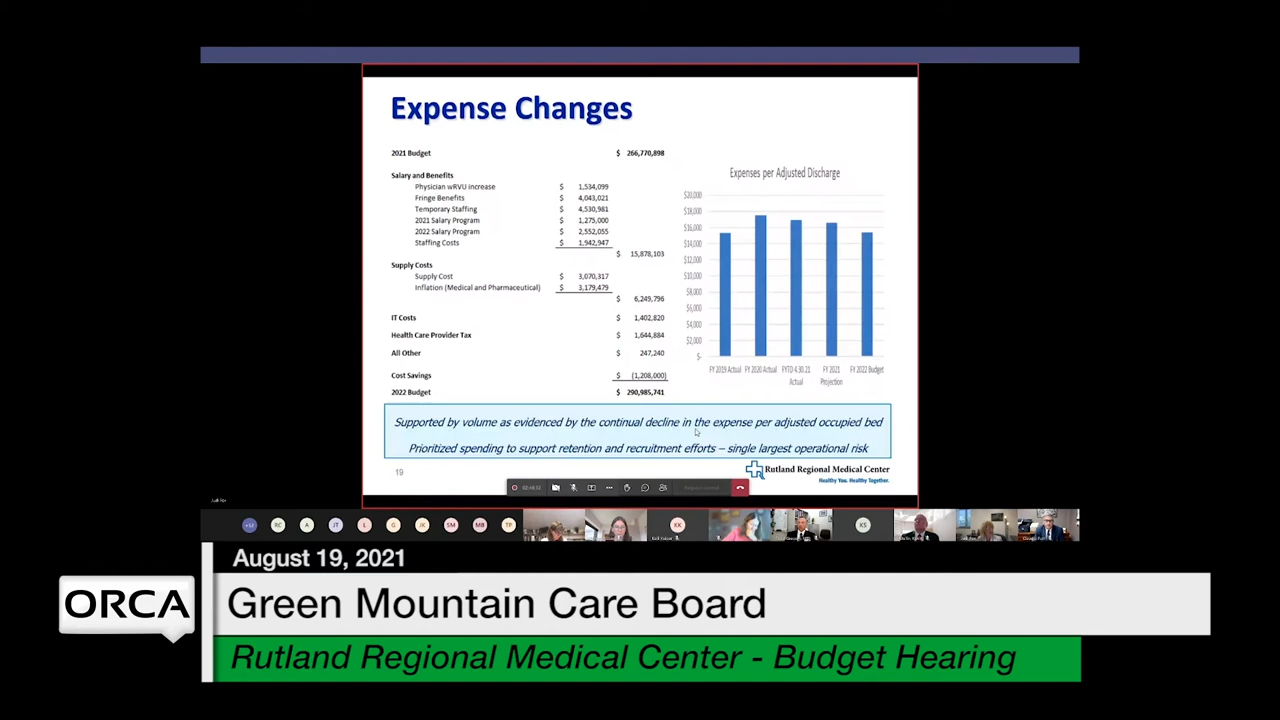 Expense Changes
2021 Budget $ 266,770,898
Salary and Benefits
Physician wRVU increase $ 1,534,099
Fringe Benefits $ 4,043,021
Temporary Staffing $ 4,530,981
2021 Salary Program $ 1,275,000
2022 Salary Program $ 2,552,055
Staffing Costs $ 1,942,947
$ 15,878,103
Supply Costs
Supply Cost $ 3,070,317
Inflation (Medical and Pharmaceutical) $ 3,179,479
$ 6,249,796
IT Costs $ 1,402,820
Health Care Provider Tax $ 1,644,884
All Other $ 247,240
Cost Savings $ (1,208,000)
2022 Budget $ 290,985,741
Expenses per Adjusted Discharge
$20,000
$18,000
$16,000
$14,000
$12,000
$10,000
$8,000
$6,000
$4,000
$2,000
$-
FY 2019 Actual FY 2020 Actual FYTD 4.30.21 Actual FY 2021 Projection FY 2022 Budget
Supported by volume as evidenced by the continual decline in the expense per adjusted occupied bed
Prioritized spending to support retention and recruitment efforts – single largest operational risk
19
Rutland Regional Medical Center
Healthy You. Healthy Together.
RC A JT L G JK SM MB TP KK KS
August 19, 2021
ORCA
Green Mountain Care Board
Rutland Regional Medical Center - Budget Hearing